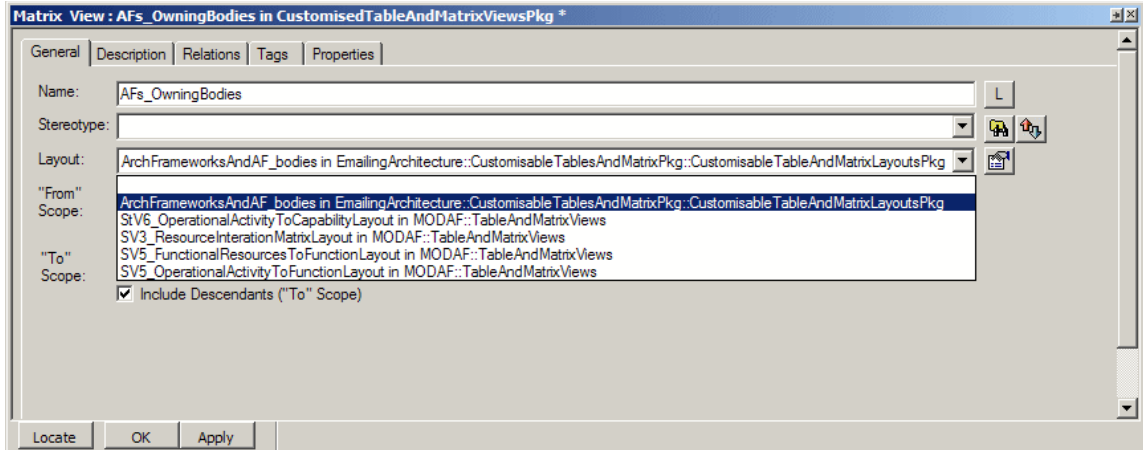 Matrix View : AFs_OwningBodies in CustomisedTableAndMatrixViewsPkg *
General Description Relations Tags Properties
Name: AFs_OwningBodies L
Stereotype:
Layout: ArchFrameworksAndAF_bodies in EmailingArchitecture::CustomisableTablesAndMatrixPkg::CustomisableTableAndMatrixLayoutsPkg
"From"
Scope:
ArchFrameworksAndAF_bodies in EmailingArchitecture::CustomisableTablesAndMatrixPkg::CustomisableTableAndMatrixLayoutsPkg
StV6_OperationalActivityToCapabilityLayout in MODAF::TableAndMatrixViews
SV3_ResourceInterationMatrixLayout in MODAF::TableAndMatrixViews
"To"
Scope:
SV5_FunctionalResourcesToFunctionLayout in MODAF::TableAndMatrixViews
SV5_OperationalActivityToFunctionLayout in MODAF::TableAndMatrixViews
Include Descendants ("To" Scope)
Locate OK Apply